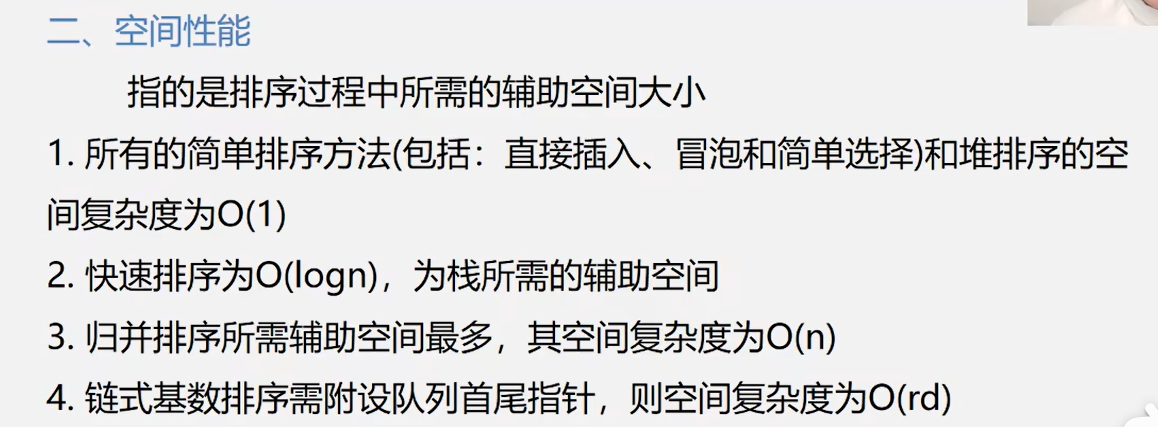 二、空间性能
指的是排序过程中所需的辅助空间大小
1. 所有的简单排序方法(包括：直接插入、冒泡和简单选择)和堆排序的空
间复杂度为O(1)
2. 快速排序为O(logn)，为栈所需的辅助空间
3. 归并排序所需辅助空间最多，其空间复杂度为O(n)
4. 链式基数排序需附设队列首尾指针，则空间复杂度为O(rd)